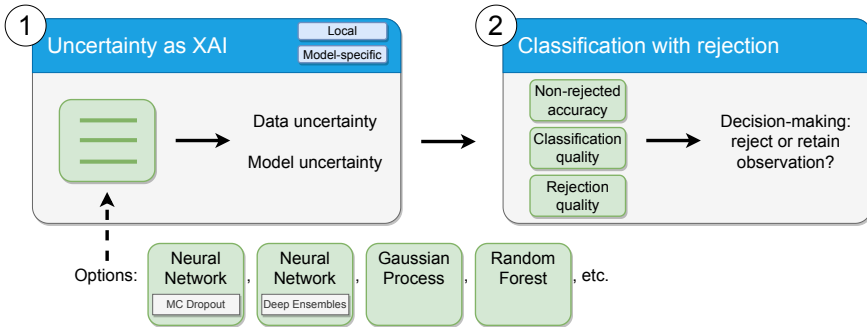 1
Uncertainty as XAI
Local
Model-specific
Data uncertainty
Model uncertainty
2
Classification with rejection
Non-rejected
accuracy
Classification
quality
Rejection
quality
Decision-making:
reject or retain
observation?
Options:
Neural
Network
MC Dropout
,
Neural
Network
Deep Ensembles
,
Gaussian
Process
,
Random
Forest
, etc.